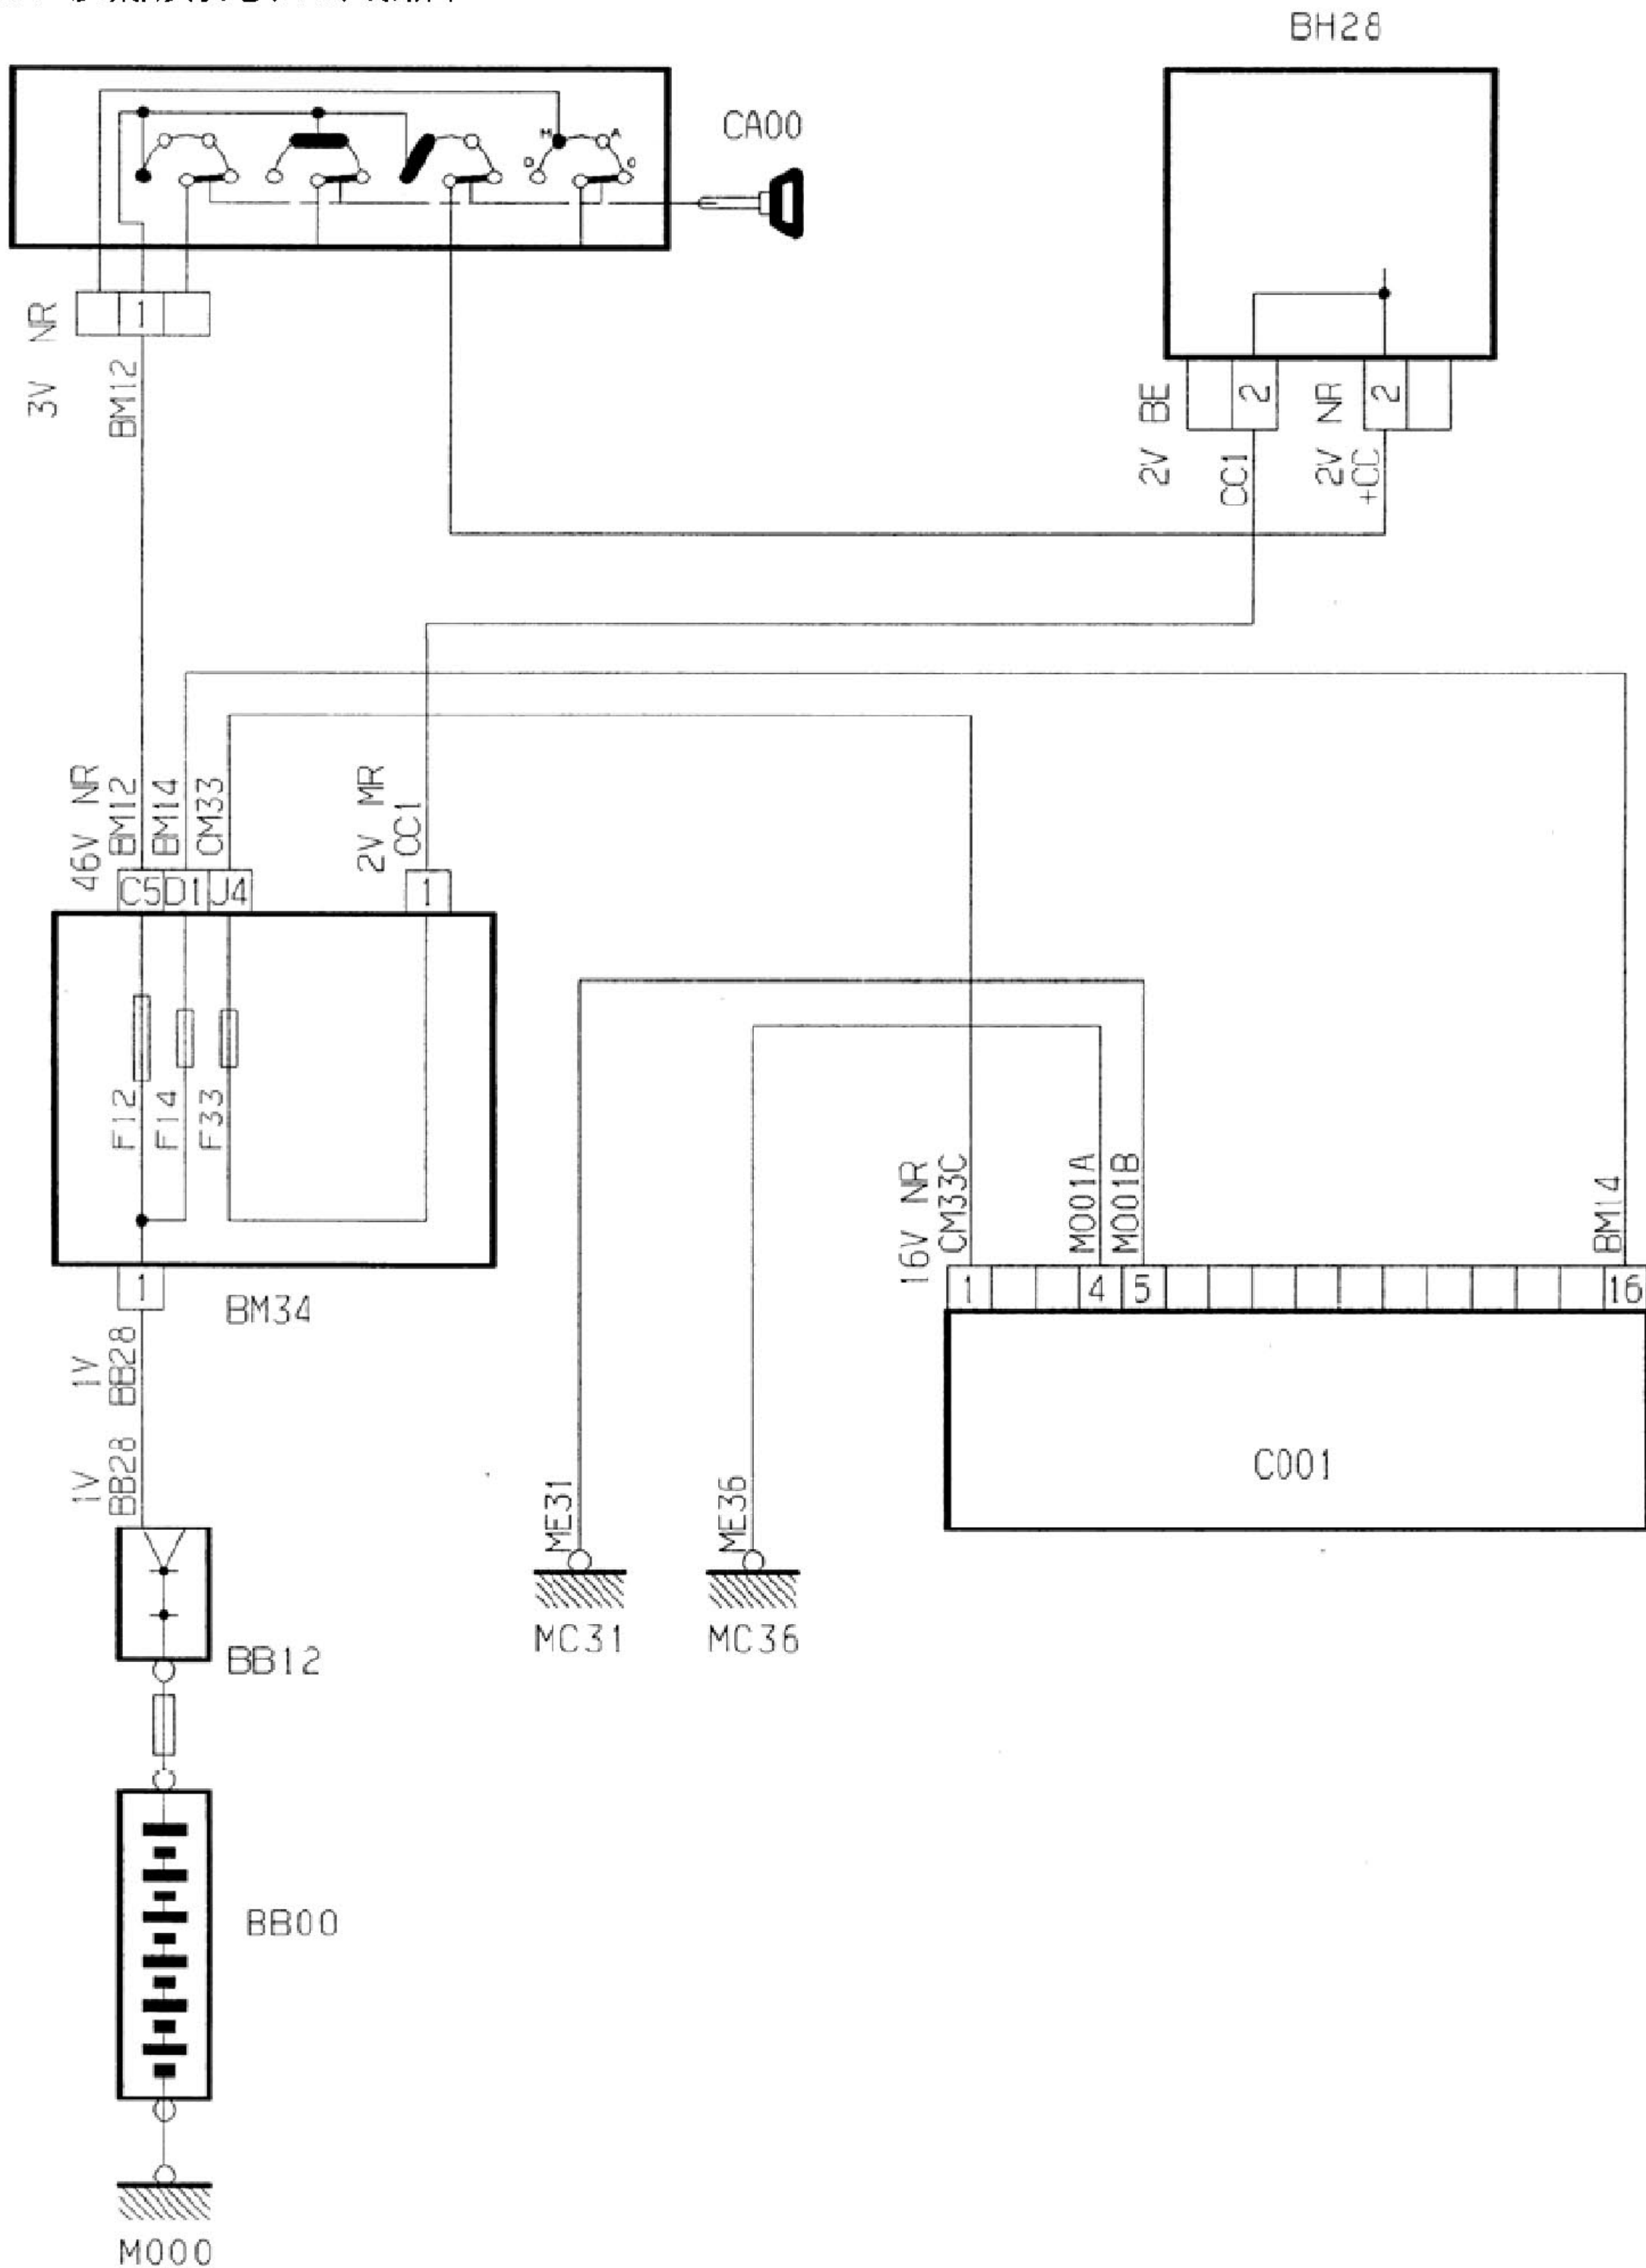 BH28
CA00
M
A
D
3V NR
1
BM12
2V BE
2
CC1
2V NR
2
+CC
46V NR
BM12
BM14
CM33
2V MR
CC1
C5
D1
J4
1
F12
F14
F33
1
BM34
16V NR
CM33C
M001A
M001B
BM14
1
4
5
16
C001
1V
BB28
1V
BB28
ME31
ME36
MC31
MC36
BB12
BB00
M000